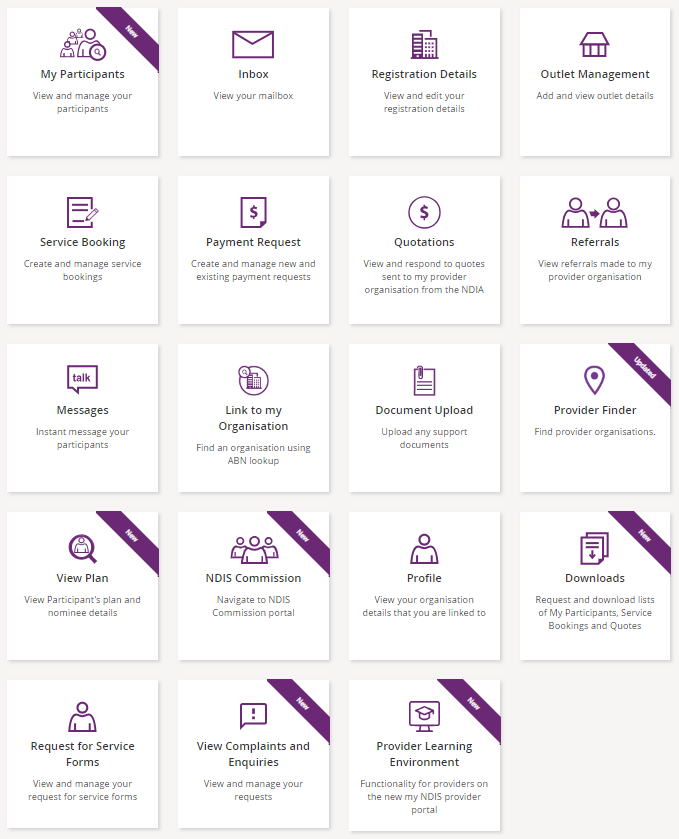 New
My Participants
View and manage your
participants
Inbox
View your mailbox
Registration Details
View and edit your
registration details
Outlet Management
Add and view outlet details
Service Booking
Create and manage service
bookings
$
Payment Request
Create and manage new and
existing payment requests
$
Quotations
View and respond to quotes
sent to my provider
organisation from the NDIA
Referrals
View referrals made to my
provider organisation
talk
Messages
Instant message your
participants
Link to my
Organisation
Find an organisation using
ABN lookup
Document Upload
Upload any support
documents
Updated
Provider Finder
Find provider organisations.
New
View Plan
View Participant's plan and
nominee details
New
NDIS Commission
Navigate to NDIS
Commission portal
Profile
View your organisation
details that you are linked to
New
Downloads
Request and download lists
of My Participants, Service
Bookings and Quotes
Request for Service
Forms
View and manage your
request for service forms
New
View Complaints and
Enquiries
View and manage your
requests
New
Provider Learning
Environment
Functionality for providers on
the new my NDIS provider
portal